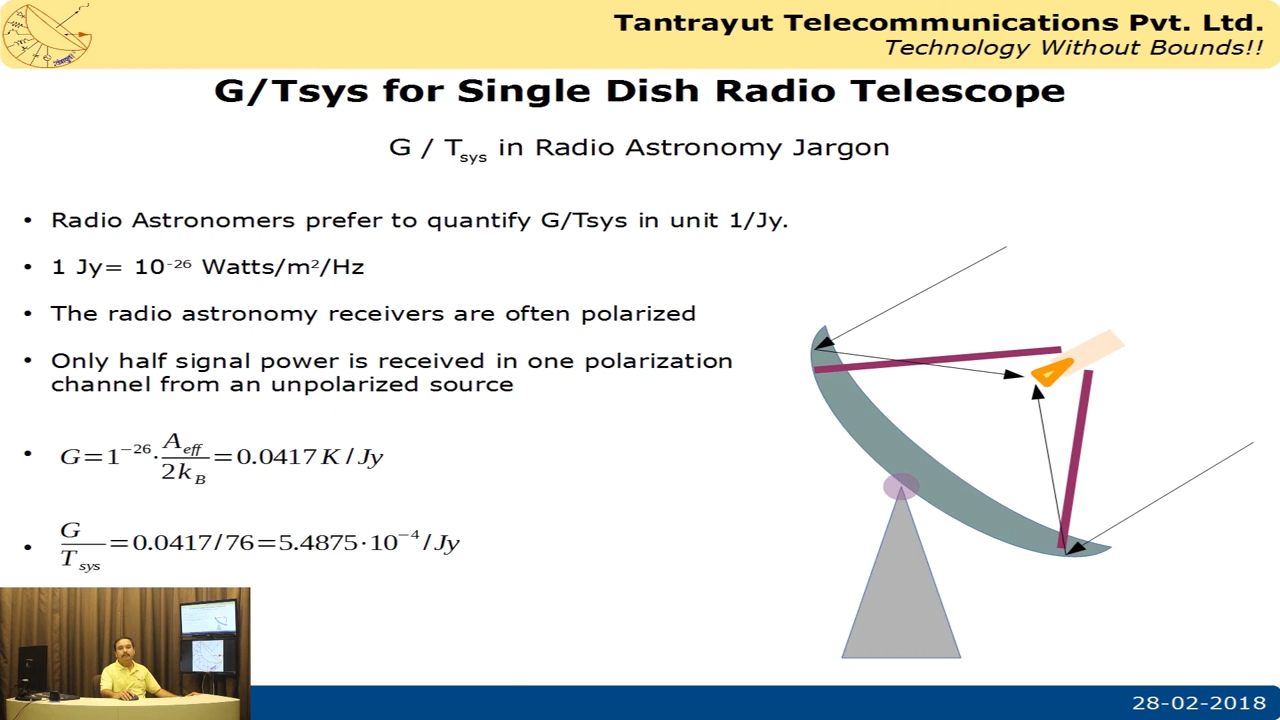 Tantrayut Telecommunications Pvt. Ltd.
Technology Without Bounds!!
G/Tsys for Single Dish Radio Telescope
G / Tsys in Radio Astronomy Jargon
• Radio Astronomers prefer to quantify G/Tsys in unit 1/Jy.
• 1 Jy= 10⁻²⁶ Watts/m²/Hz
• The radio astronomy receivers are often polarized
• Only half signal power is received in one polarization
channel from an unpolarized source
• G=1⁻²⁶·A_eff/2k_B=0.0417 K/Jy
• G/T_sys=0.0417/76=5.4875·10⁻⁴/Jy
28-02-2018